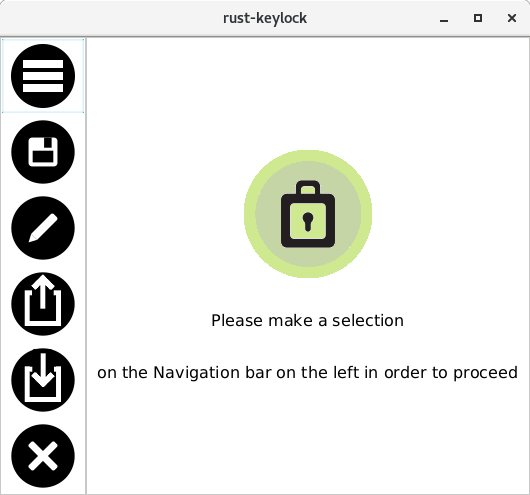 rust-keylock
Please make a selection
on the Navigation bar on the left in order to proceed